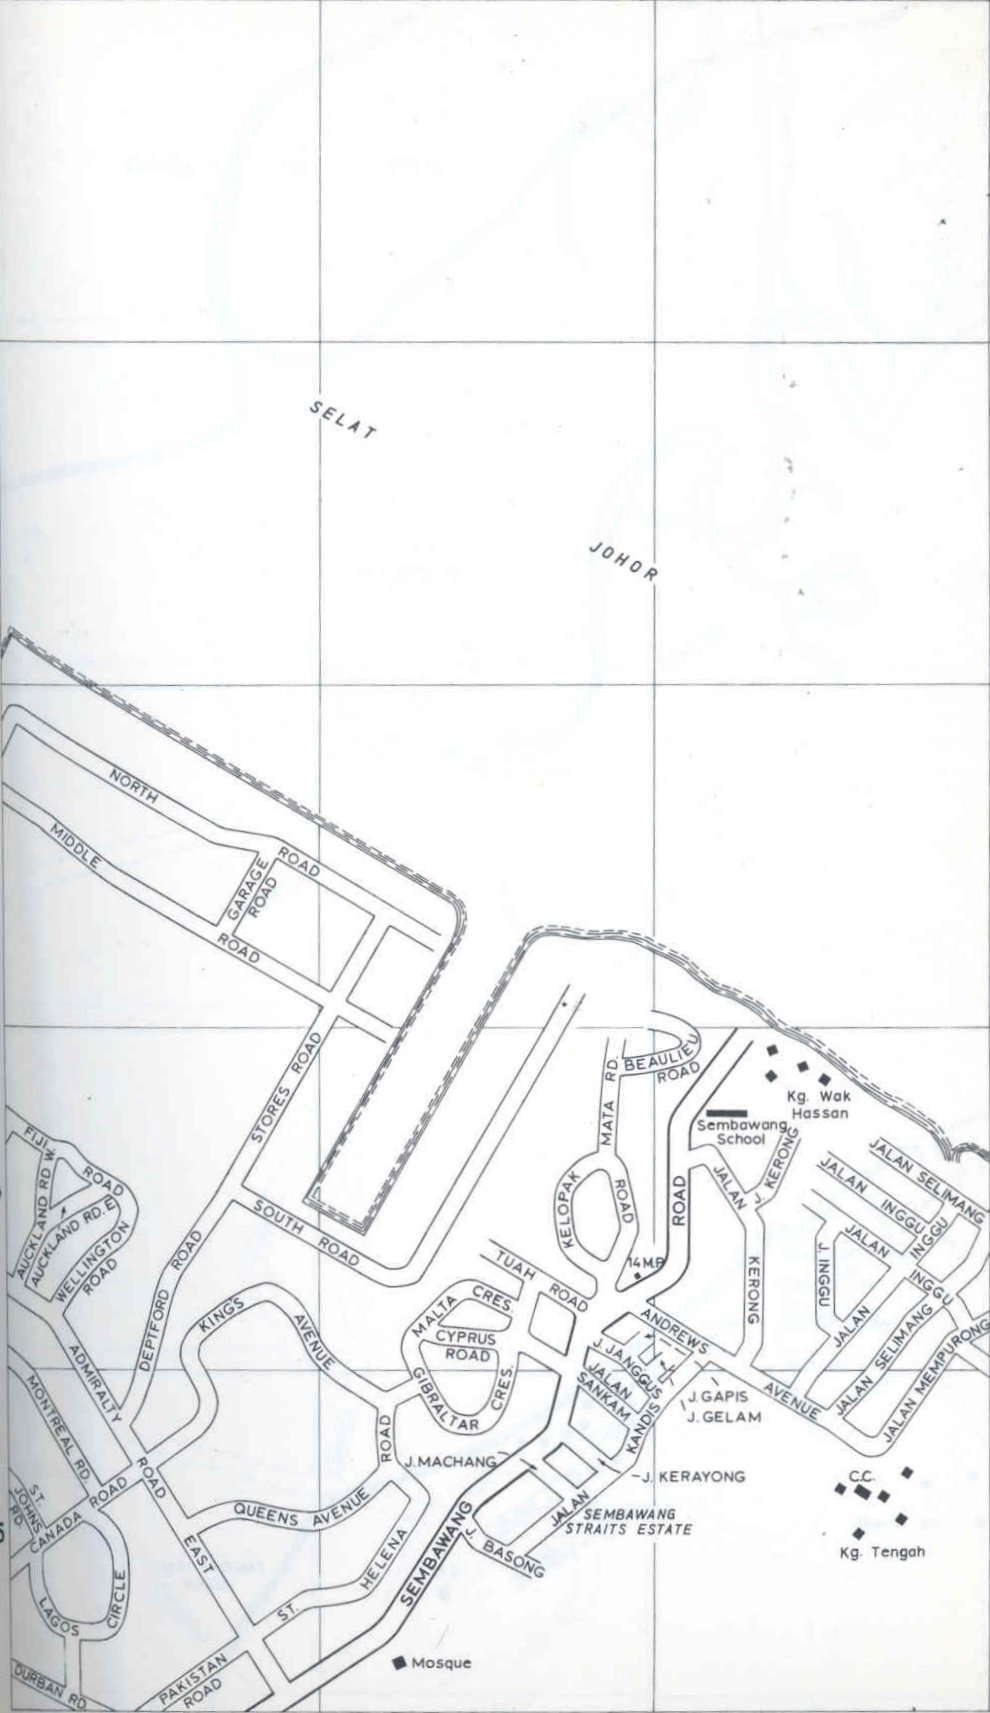 SELAT
JOHOR
NORTH
ROAD
MIDDLE
ROAD
GARAGE
ROAD
STORES ROAD
SOUTH ROAD
DEPTFORD ROAD
FIJI
ROAD
AUCKLAND RD W.
AUCKLAND RD. E.
WELLINGTON
ROAD
KINGS
AVENUE
ADMIRALTY
ROAD
EAST
MONTREAL RD.
ST.
JOHNS
RD.
CANADA ROAD
LAGOS
CIRCLE
DURBAN RD.
PAKISTAN
ROAD
QUEENS AVENUE
ROAD
ST. HELENA
SEMBAWANG
ROAD
Mosque
MALTA
CRES.
CYPRUS
ROAD
GIBRALTAR
CRES.
TUAH ROAD
KELOPAK
ROAD
MATA RD.
BEAULIEU
ROAD
14 M.P.
Kg. Wak
Hassan
Sembawang
School
J. KERONG
JALAN
KERONG
ANDREWS
AVENUE
J. JANGGUS
JALAN
SANKAM
KANDIS
J. GAPIS
J. GELAM
J. MACHANG
J. KERAYONG
JALAN
SEMBAWANG
STRAITS ESTATE
J. BASONG
JALAN SELIMANG
JALAN INGGU
INGGU
JALAN
INGGU
J. INGGU
JALAN
JALAN SELIMANG
JALAN MEMPURONG
C.C.
Kg. Tengah